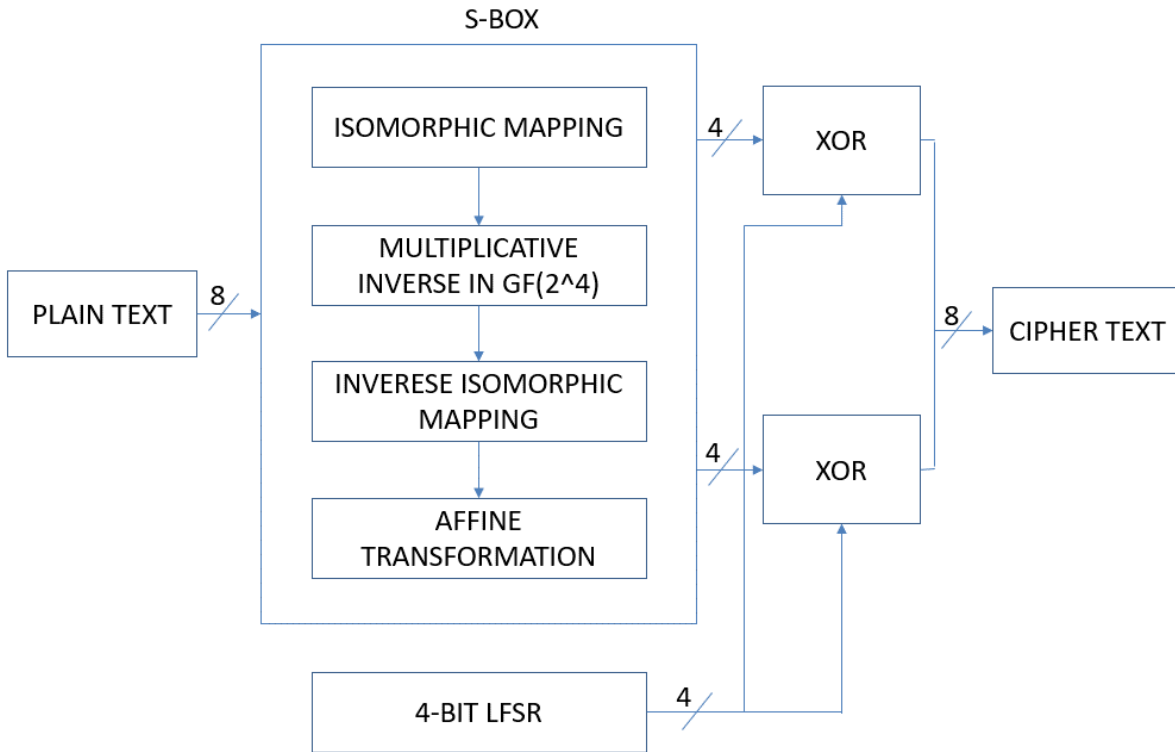 S-BOX
ISOMORPHIC MAPPING
4
XOR
MULTIPLICATIVE
INVERSE IN GF(2^4)
PLAIN TEXT
8
8
CIPHER TEXT
INVERESE ISOMORPHIC
MAPPING
4
XOR
AFFINE
TRANSFORMATION
4-BIT LFSR
4